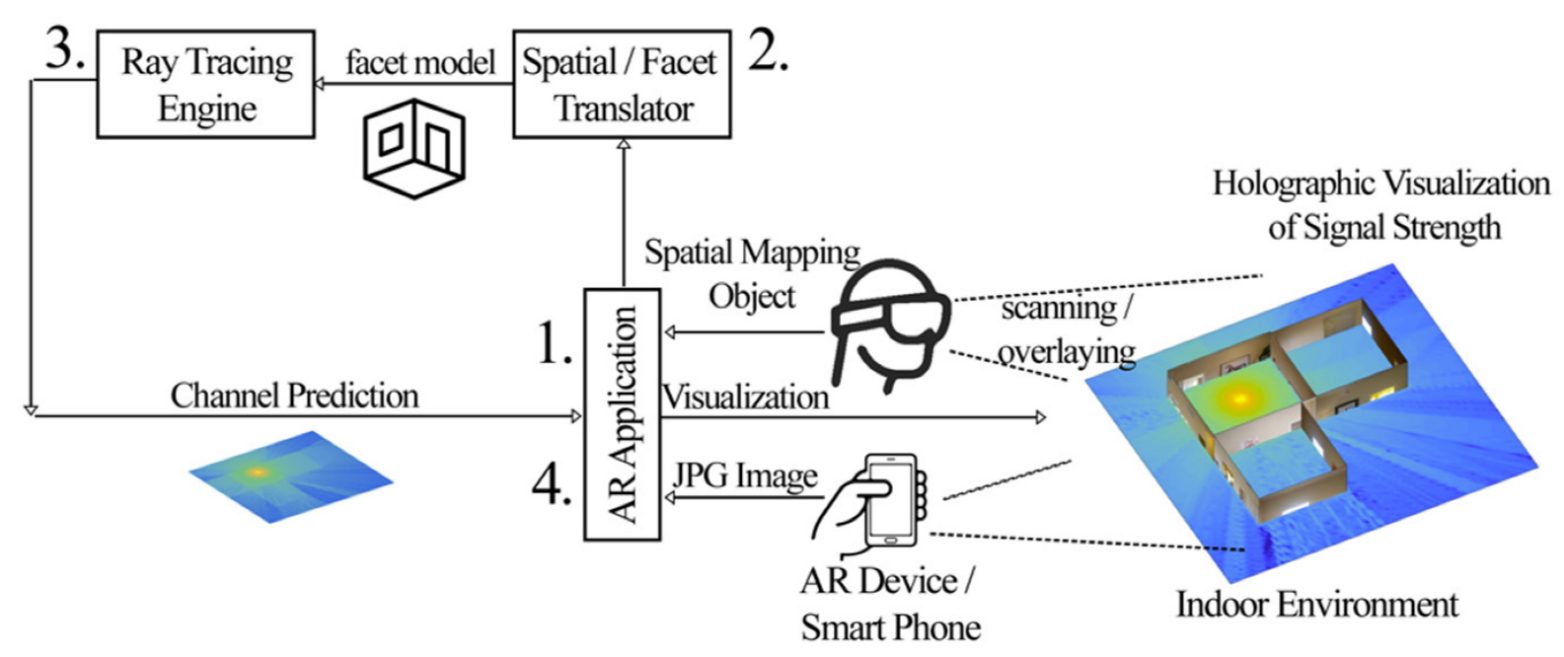 3.
Ray Tracing
Engine
facet model
Spatial / Facet
Translator
2.
Holographic Visualization
of Signal Strength
Spatial Mapping
Object
scanning /
overlaying
1.
AR Application
Channel Prediction
Visualization
4.
JPG Image
AR Device /
Smart Phone
Indoor Environment